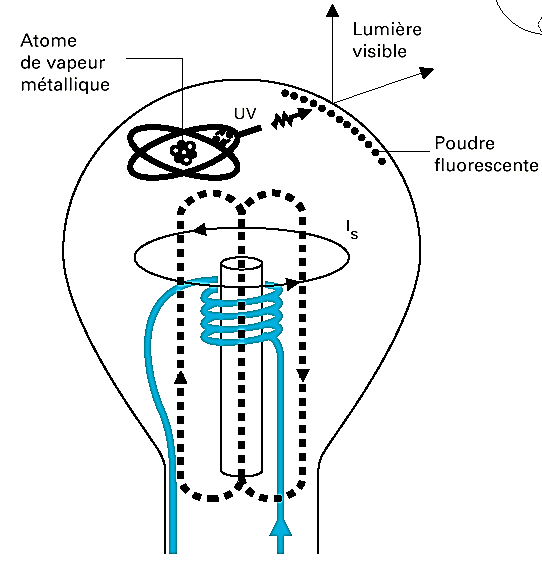 Atome
de vapeur
métallique
Lumière
visible
UV
Poudre
fluorescente
Is